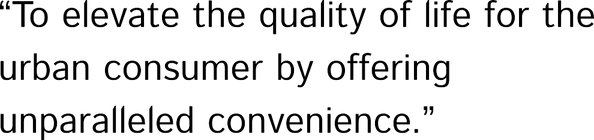 “To elevate the quality of life for the
urban consumer by offering
unparalleled convenience.”